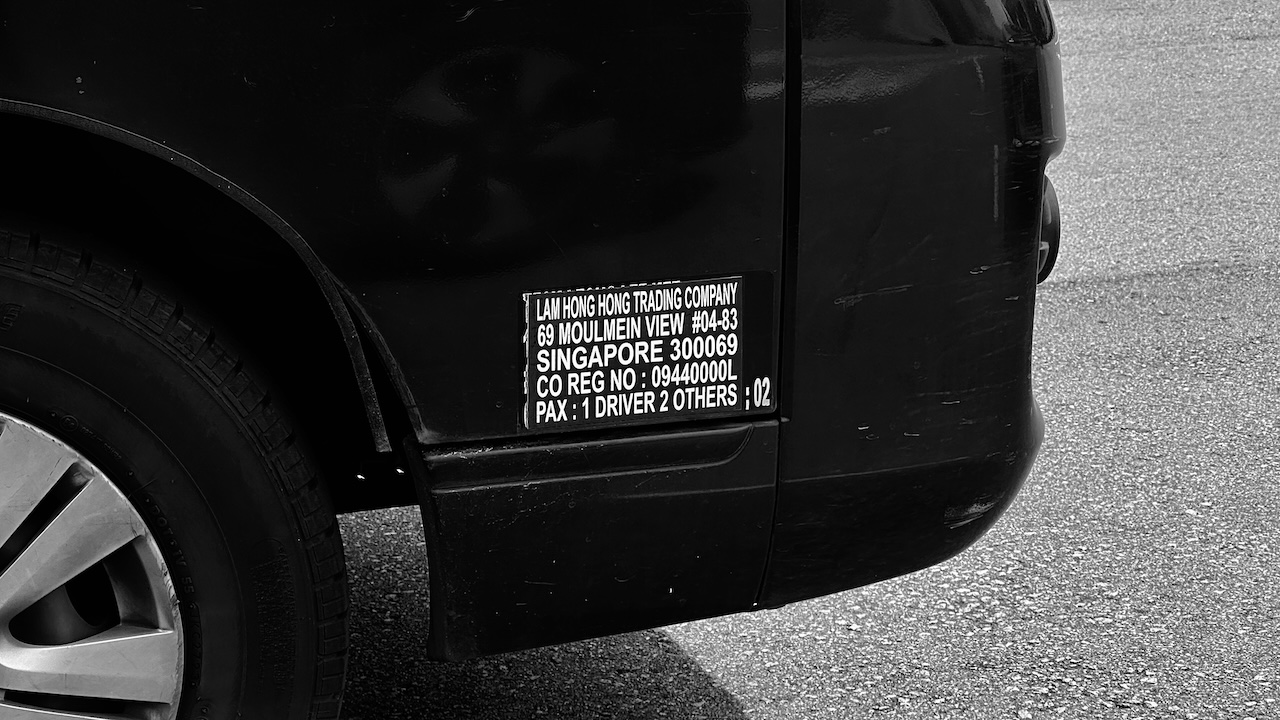 LAM HONG HONG TRADING COMPANY
69 MOULMEIN VIEW #04-83
SINGAPORE 300069
CO REG NO : 09440000L
PAX : 1 DRIVER 2 OTHERS : 02